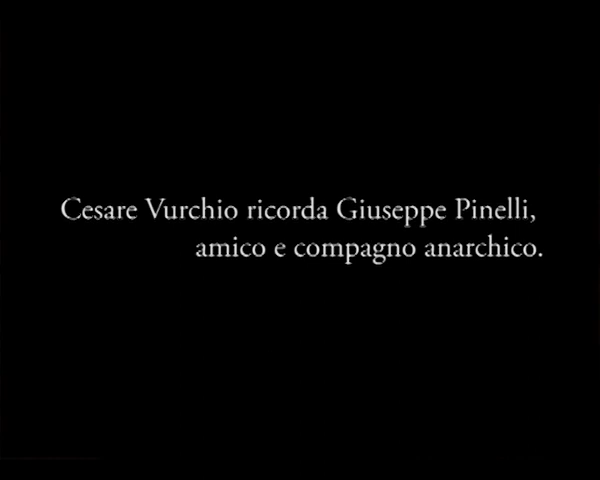 Cesare Vurchio ricorda Giuseppe Pinelli,
amico e compagno anarchico.